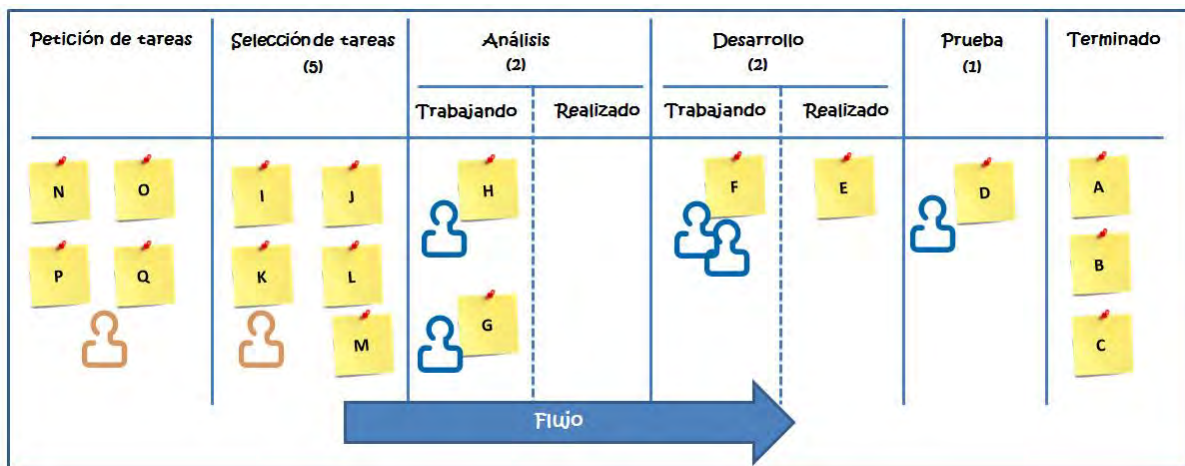 Petición de tareas
Selección de tareas
(5)
Análisis
(2)
Desarrollo
(2)
Prueba
(1)
Terminado
Trabajando
Realizado
Trabajando
Realizado
N
O
I
J
H
F
E
D
A
P
Q
K
L
B
M
G
C
Flujo